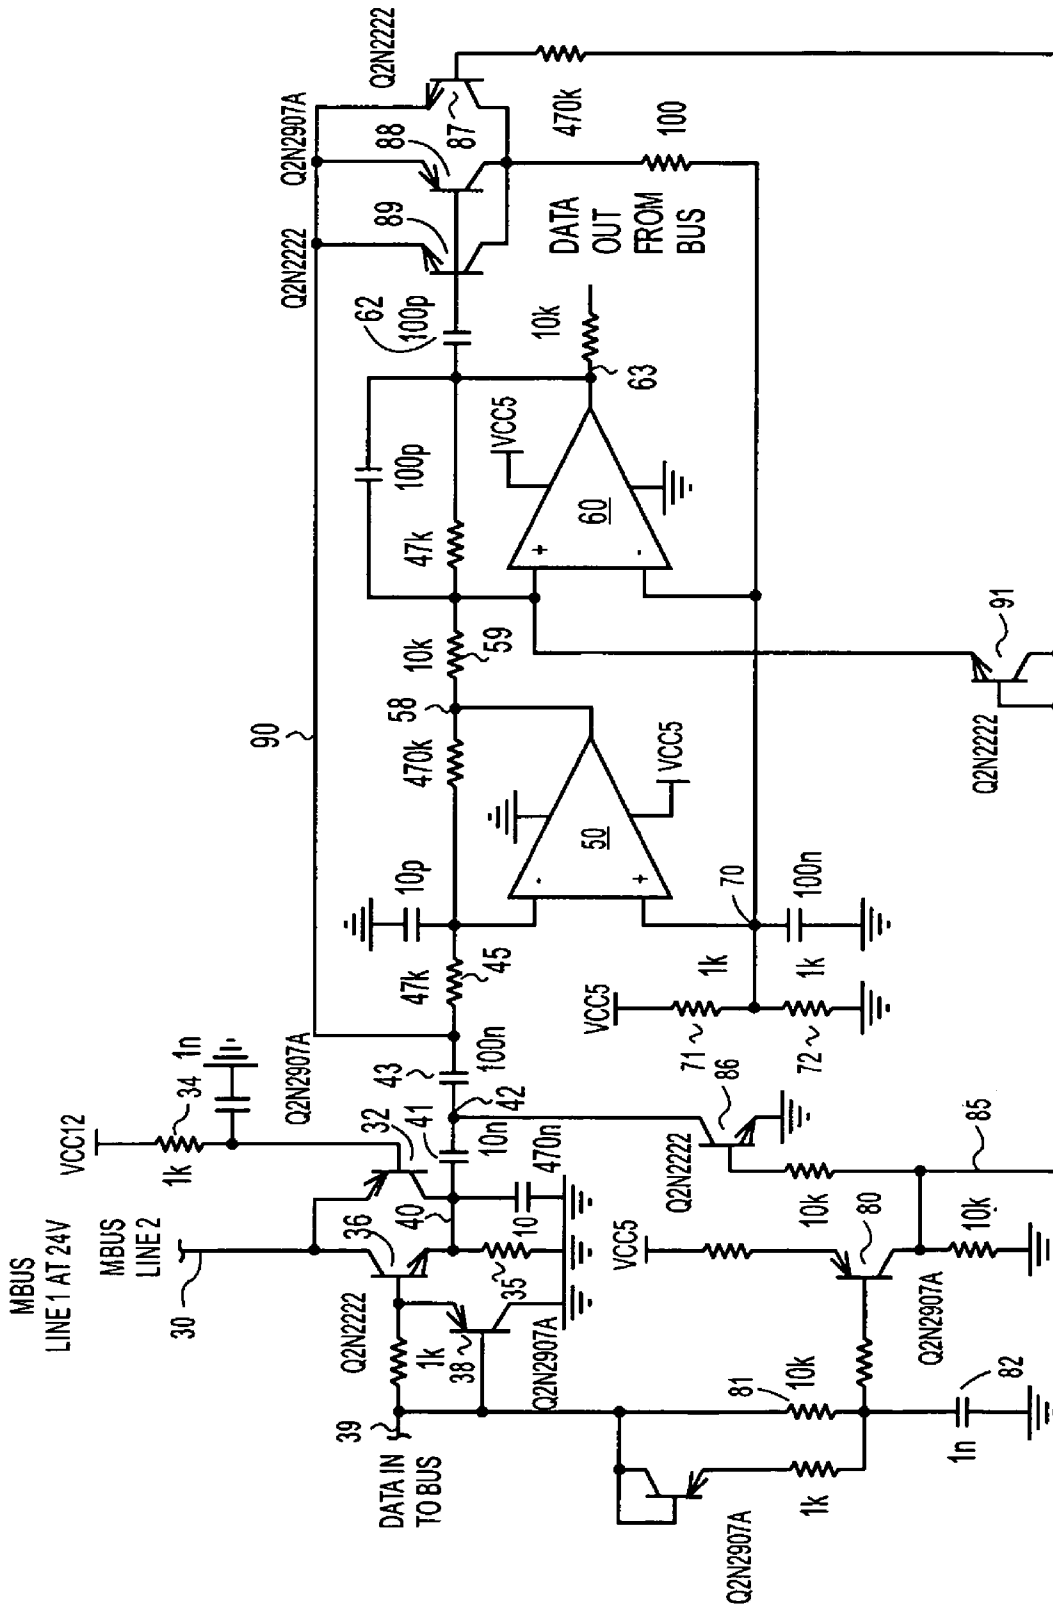 MBUS
LINE 1 AT 24V
MBUS
LINE 2
30
VCC12
34
1k
1n
Q2N2907A
32
36
Q2N2222
39
DATA IN
TO BUS
1k
38
Q2N2907A
35
10
40
470n
41
10n
42
43
100n
90
47k
45
10p
470k
58
10k
59
50
VCC5
47k
100p
60
VCC5
62
100p
63
10k
DATA
OUT
FROM
BUS
Q2N2222
89
Q2N2907A
88
Q2N2222
87
470k
100
70
100n
1k
1k
VCC5
71
72
86
Q2N2222
10k
85
VCC5
80
10k
Q2N2907A
81
10k
82
1n
1k
Q2N2907A
Q2N2222
91